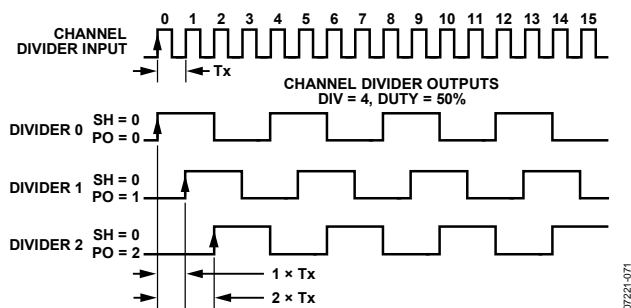 0 1 2 3 4 5 6 7 8 9 10 11 12 13 14 15
CHANNEL
DIVIDER INPUT
Tx
CHANNEL DIVIDER OUTPUTS
DIV = 4, DUTY = 50%
DIVIDER 0 SH = 0
PO = 0
DIVIDER 1 SH = 0
PO = 1
DIVIDER 2 SH = 0
PO = 2
1 × Tx
2 × Tx
07221-071